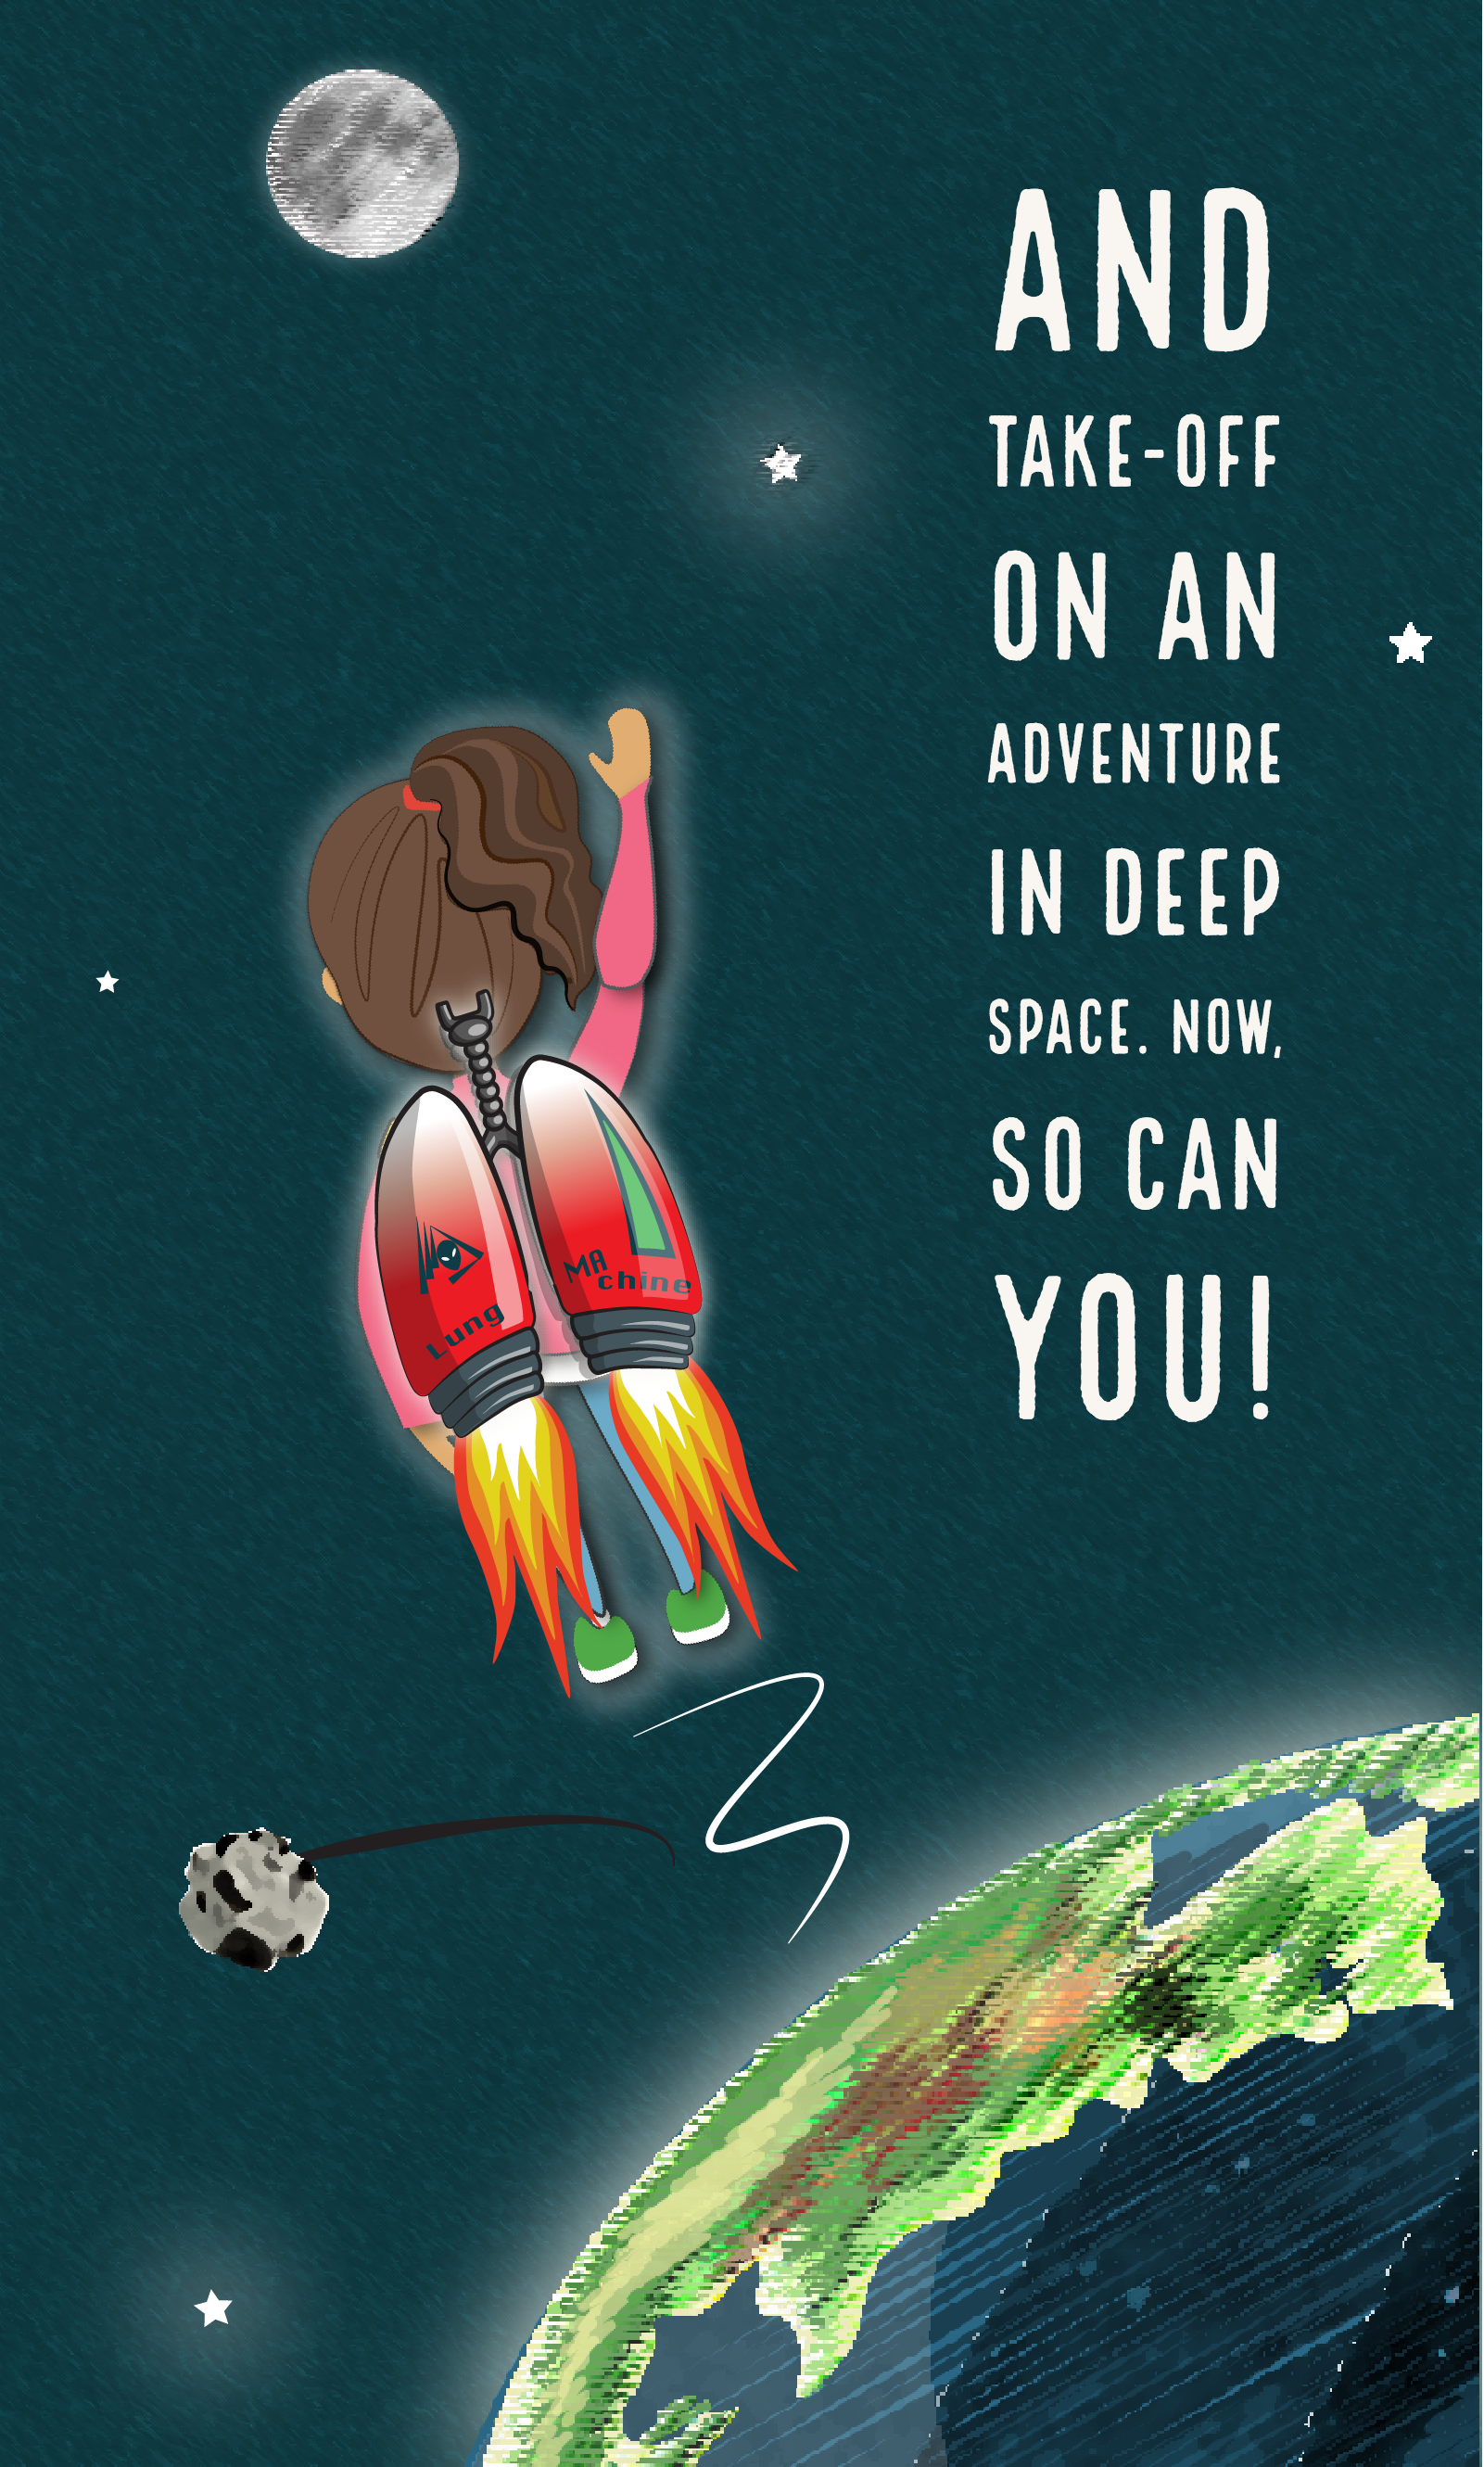 AND
TAKE-OFF
ON AN
ADVENTURE
IN DEEP
SPACE. NOW,
SO CAN
YOU!
Lung
MA
chine